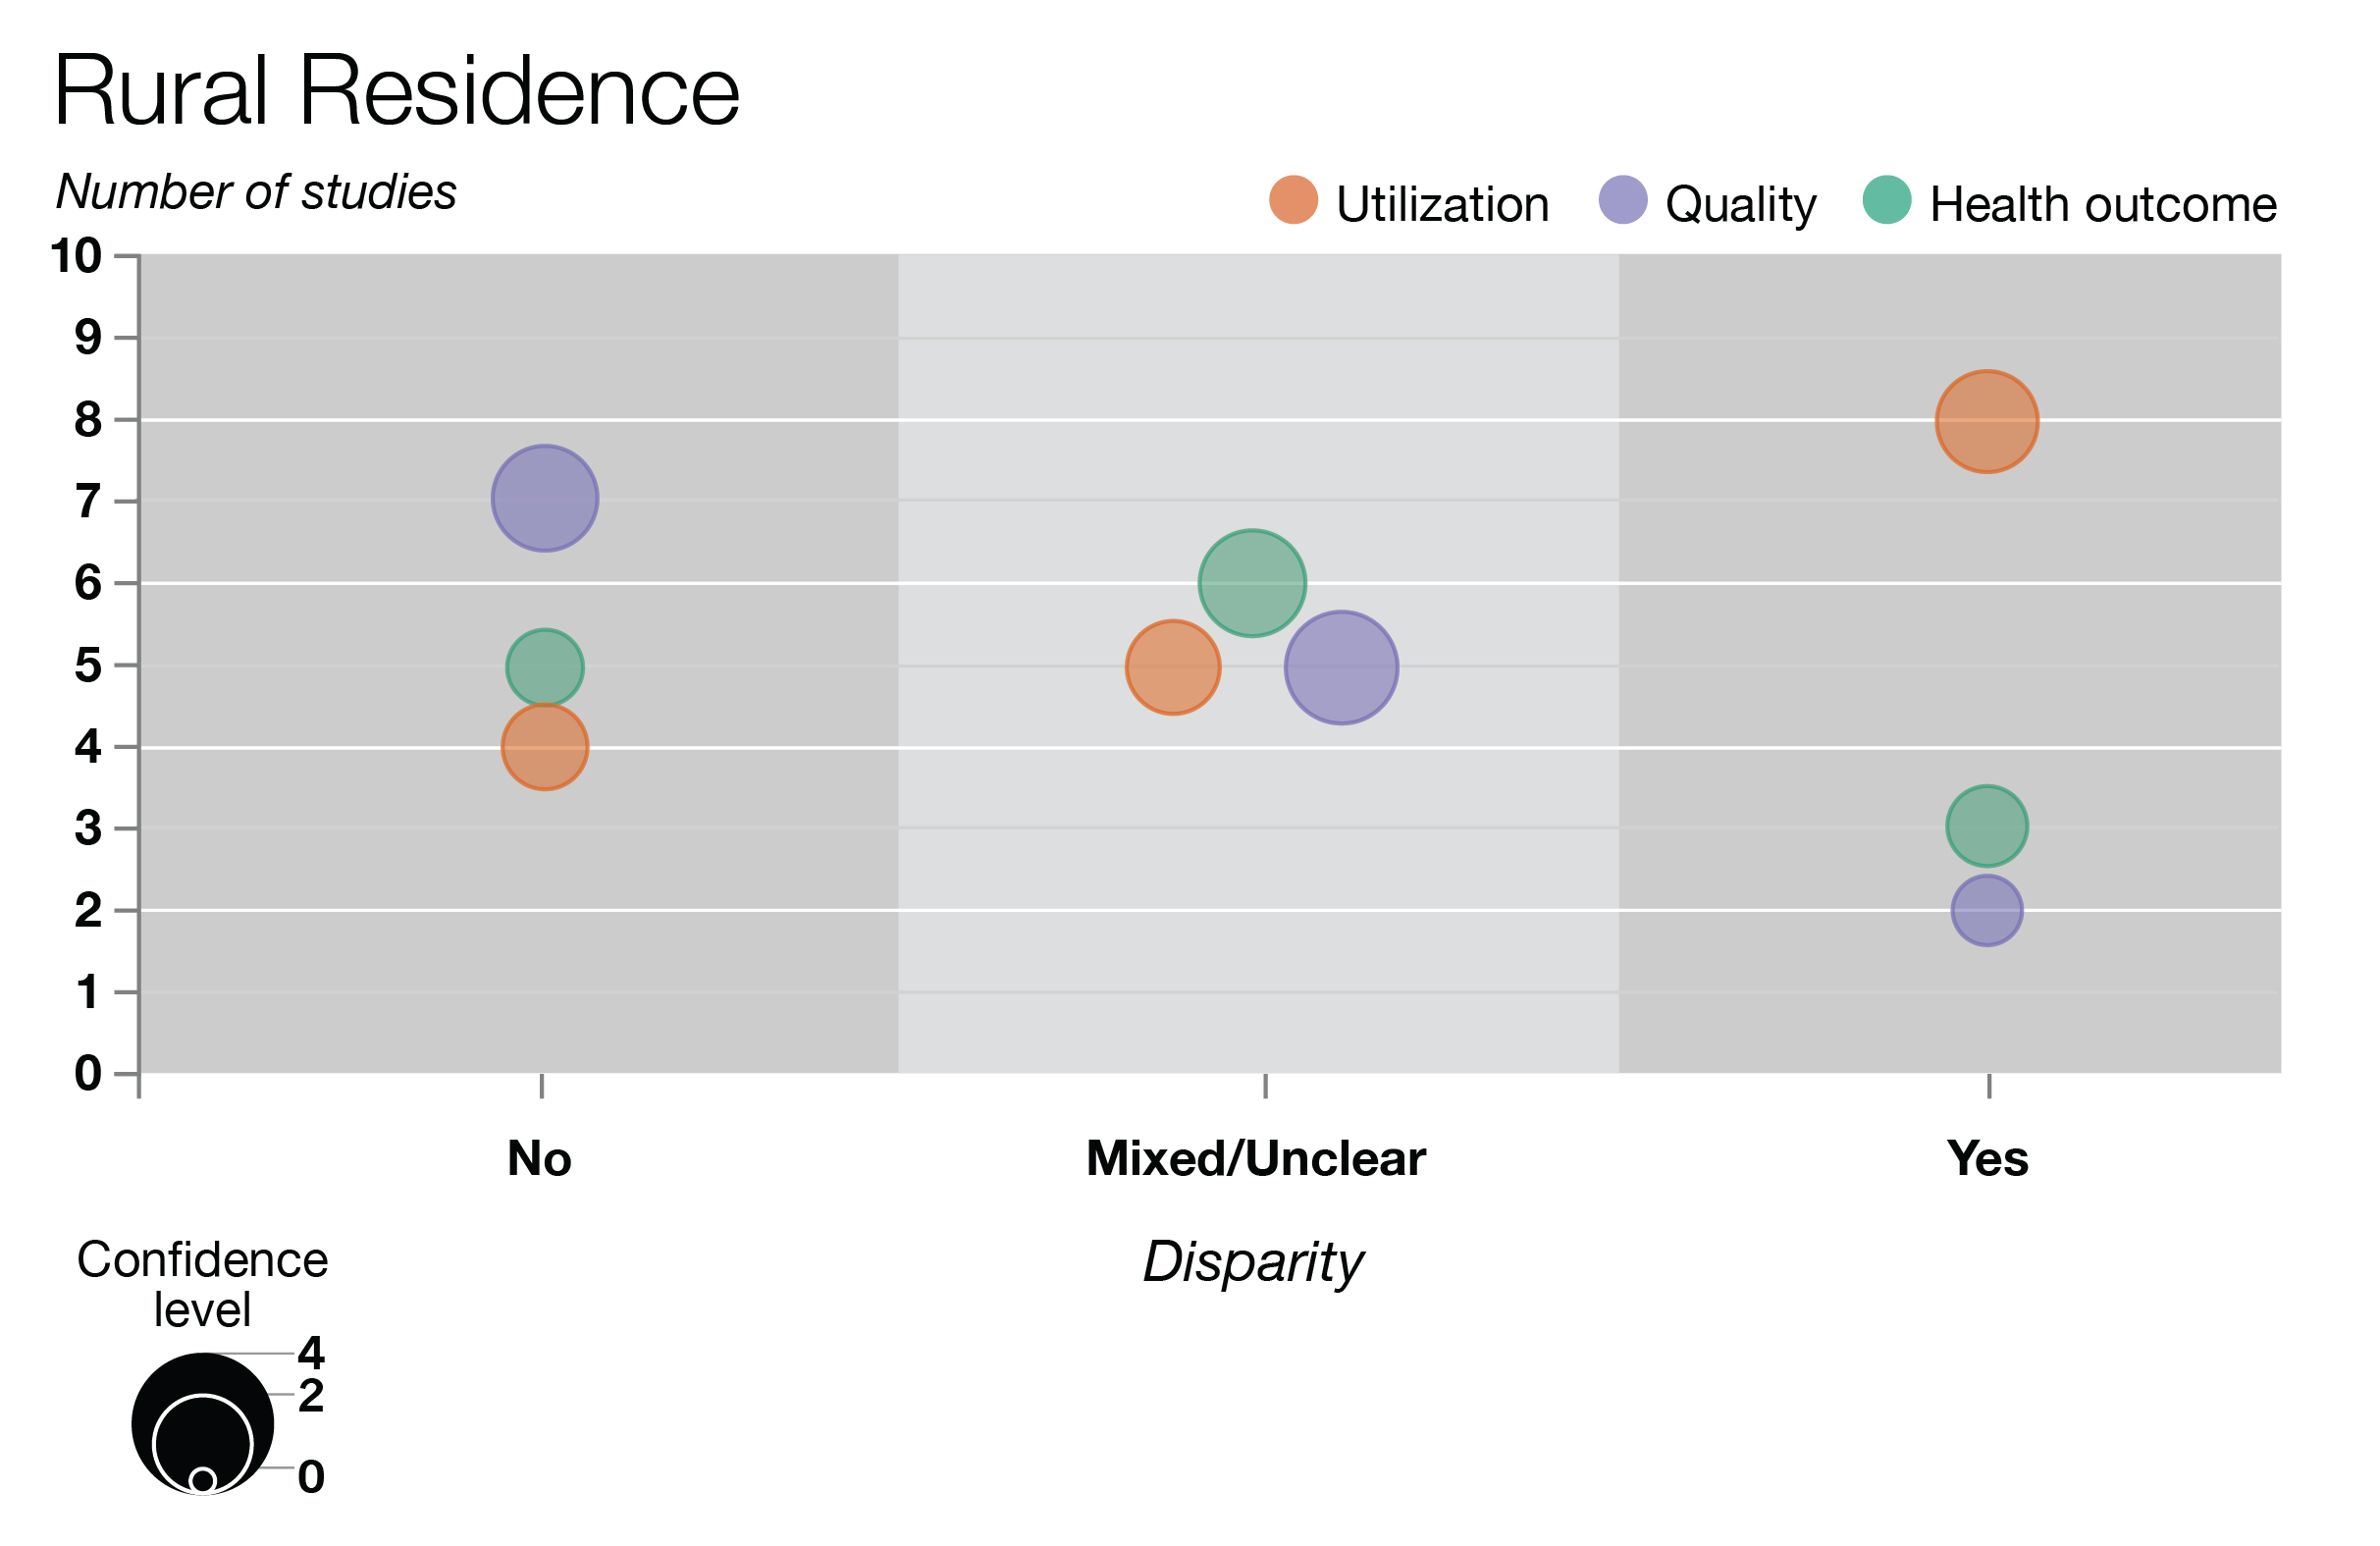 Rural Residence
Number of studies
Utilization Quality Health outcome
10
9
8
7
6
5
4
3
2
1
0
No Mixed/Unclear Yes
Disparity
Confidence
level
4
2
0